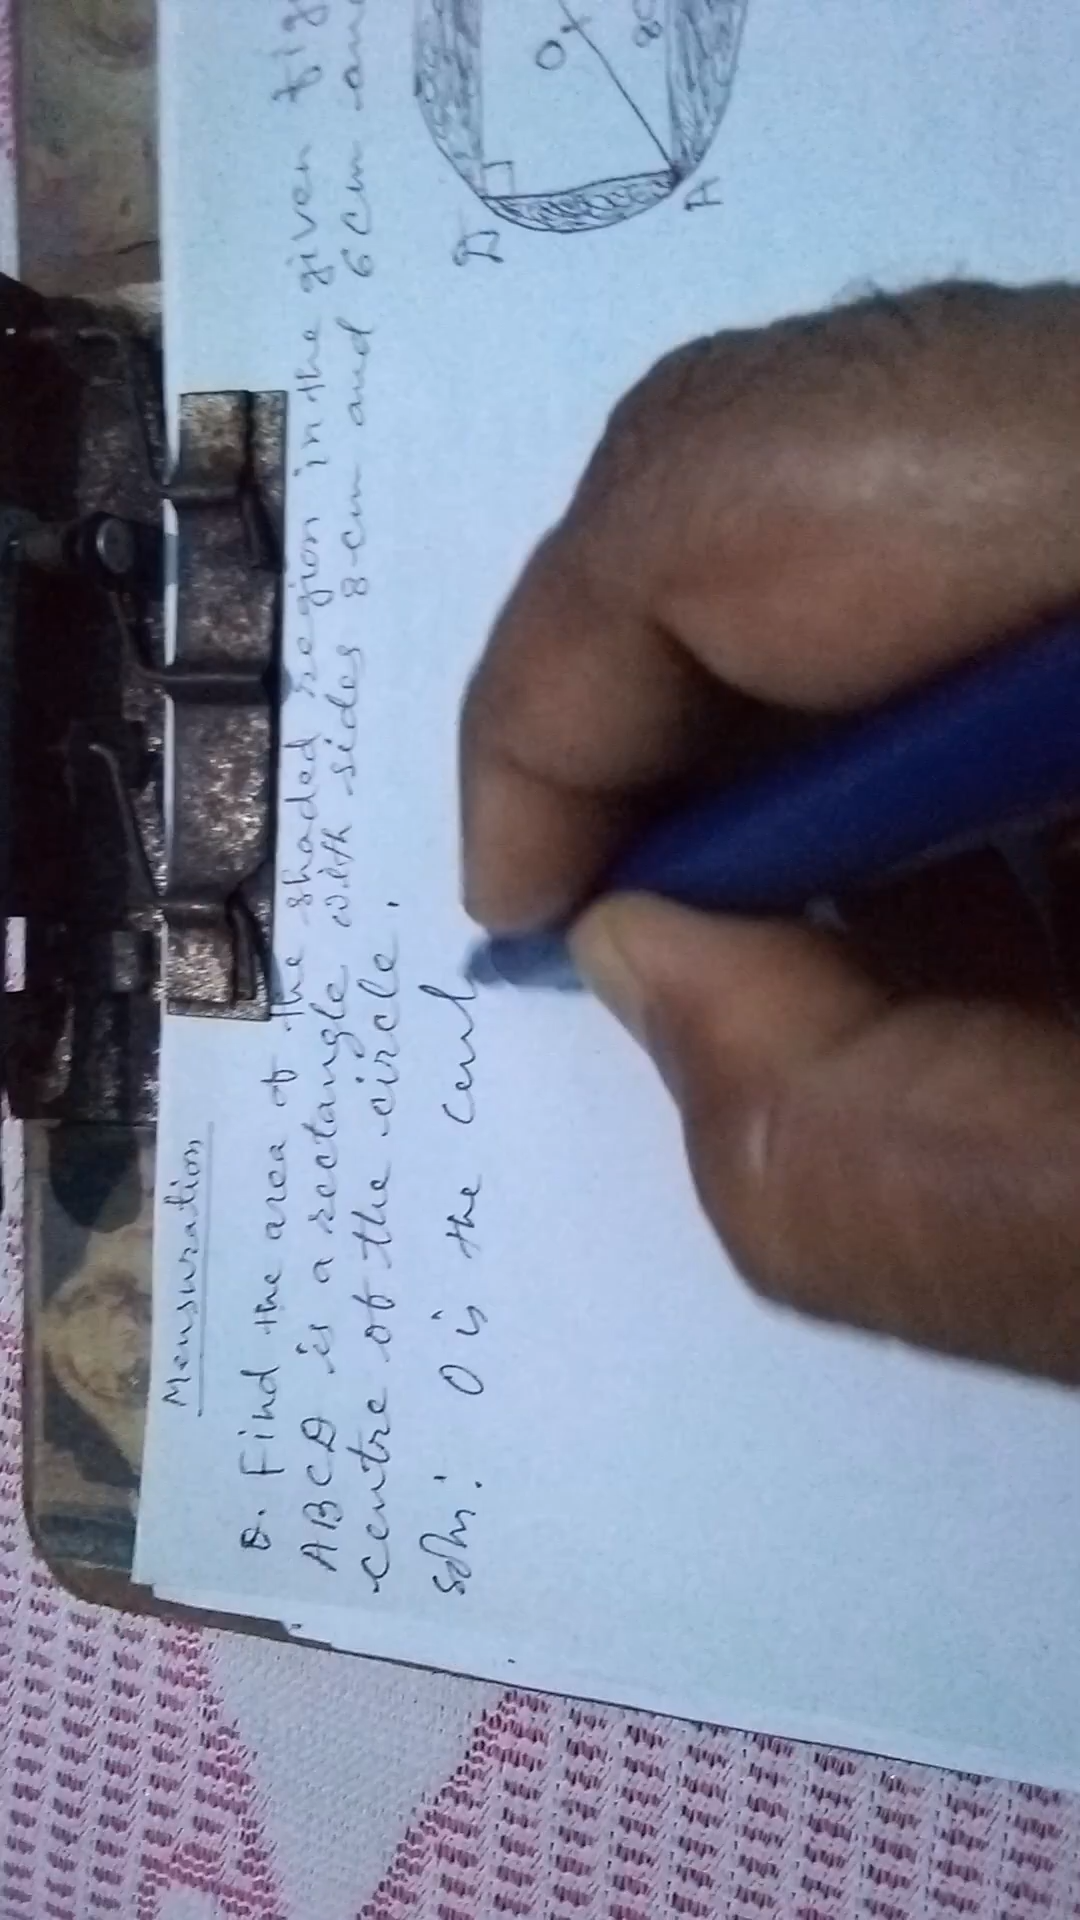 Mensuration
Q. Find the area of the shaded region in the given fig
ABCD is a rectangle with sides 8 cm and 6 cm and
centre of the circle.
Soln: O is the cent
D
O
8
A